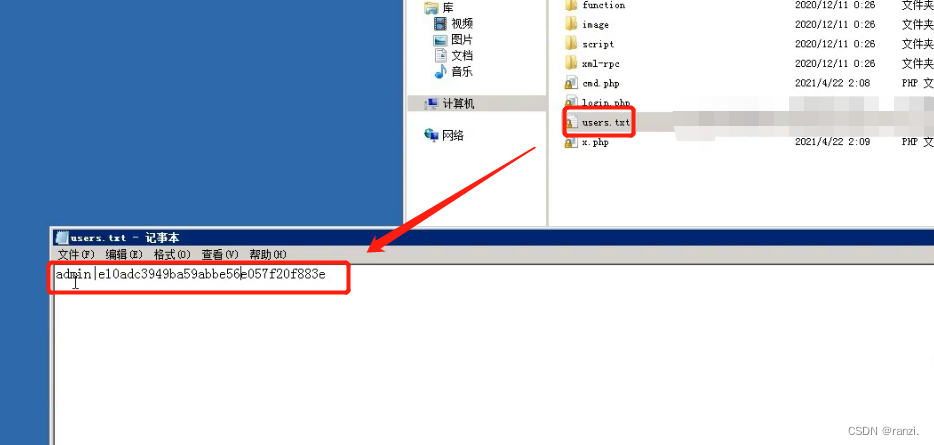 库
视频
图片
文档
音乐
计算机
网络
function 2020/12/11 0:26 文件夹
image 2020/12/11 0:26 文件夹
script 2020/12/11 0:26 文件夹
xml-rpc 2020/12/11 0:26 文件夹
cmd.php 2021/4/22 2:08 PHP 文
login.php
users.txt
x.php 2021/4/22 2:09 PHP 文
users.txt - 记事本
文件(F) 编辑(E) 格式(O) 查看(V) 帮助(H)
admin|e10adc3949ba59abbe56e057f20f883e
CSDN @ranzi.